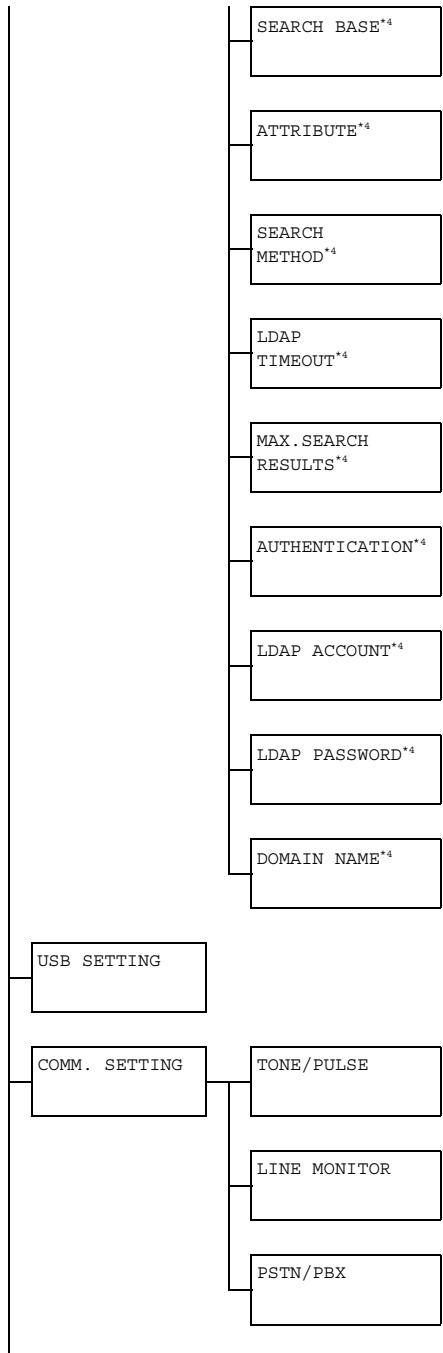 SEARCH BASE*4
ATTRIBUTE*4
SEARCH
METHOD*4
LDAP
TIMEOUT*4
MAX.SEARCH
RESULTS*4
AUTHENTICATION*4
LDAP ACCOUNT*4
LDAP PASSWORD*4
DOMAIN NAME*4
USB SETTING
COMM. SETTING
TONE/PULSE
LINE MONITOR
PSTN/PBX